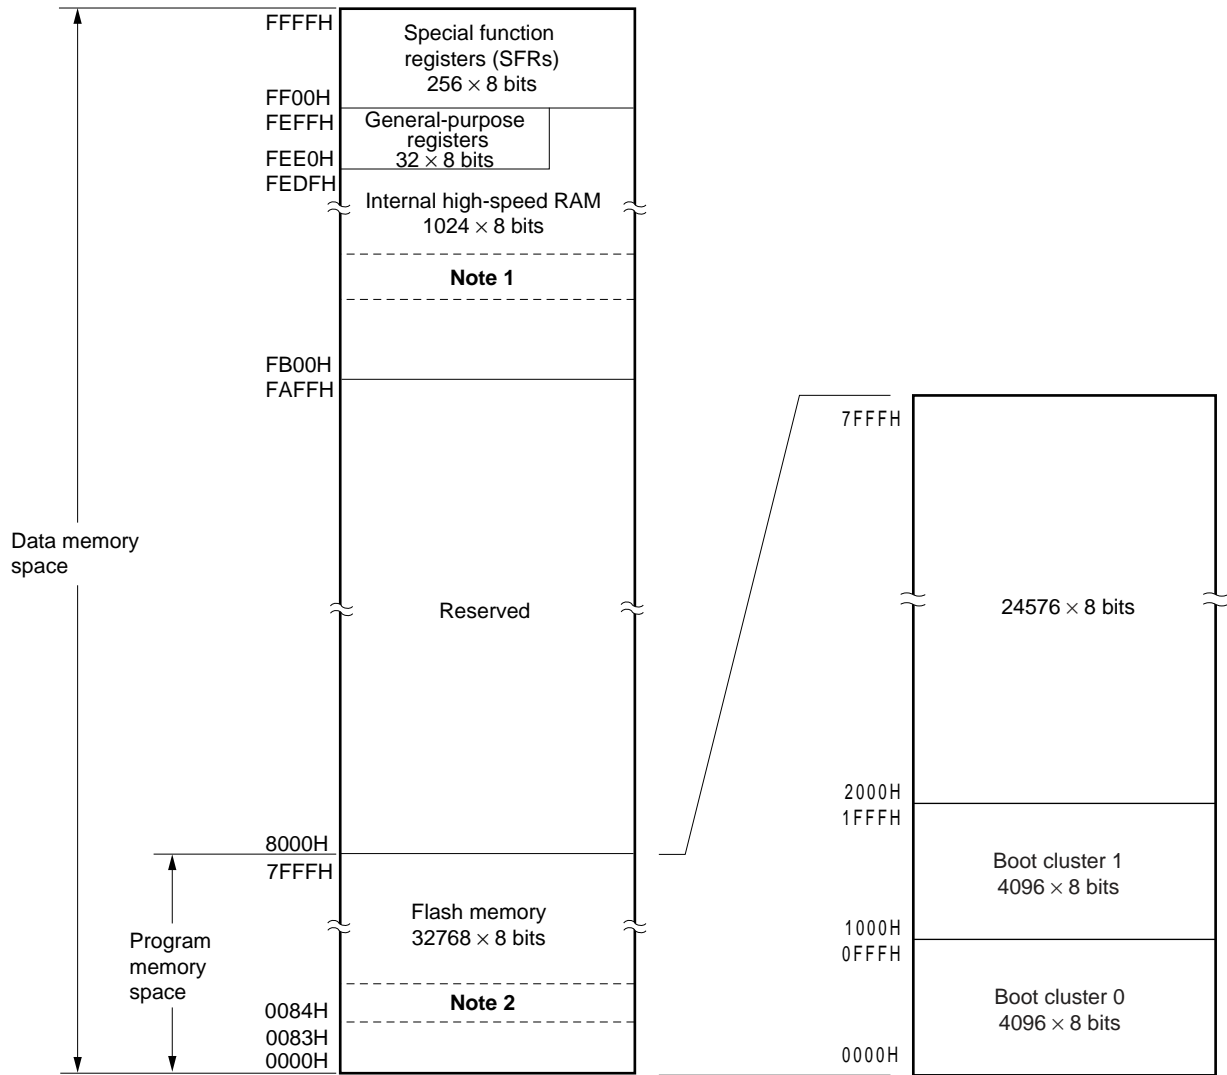 FFFFH
Special function
registers (SFRs)
256 × 8 bits
FF00H
FEFFH
General-purpose
registers
32 × 8 bits
FEE0H
FEDFH
Internal high-speed RAM
1024 × 8 bits
Note 1
FB00H
FAFFH
Data memory
space
Reserved
8000H
7FFFH
Flash memory
32768 × 8 bits
Program
memory
space
Note 2
0084H
0083H
0000H
7FFFH
24576 × 8 bits
2000H
1FFFH
Boot cluster 1
4096 × 8 bits
1000H
0FFFH
Boot cluster 0
4096 × 8 bits
0000H